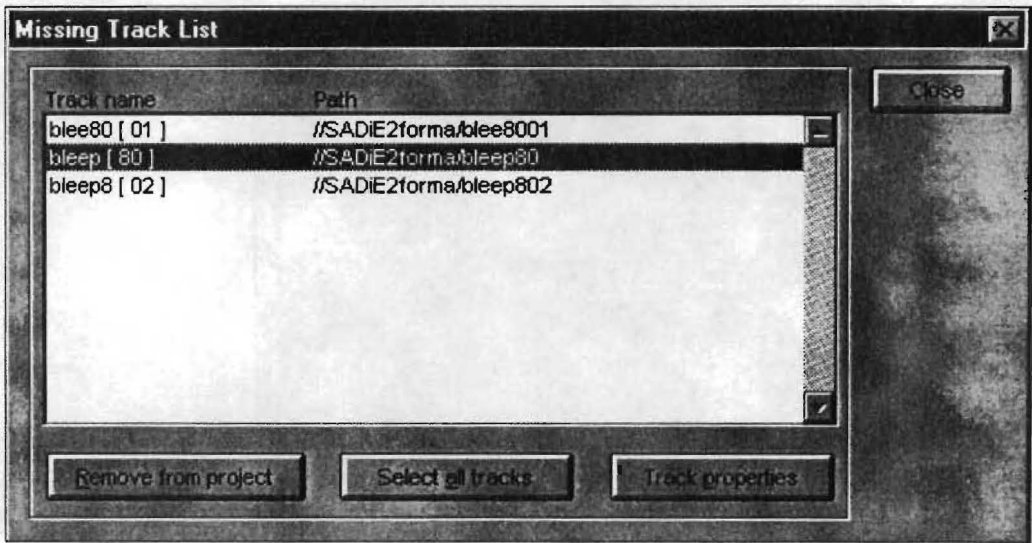 Missing Track List
Close
Track name Path
blee80 [ 01 ] //SADiE2forma/blee8001
bleep [ 80 ] //SADiE2forma/bleep80
bleep8 [ 02 ] //SADiE2forma/bleep802
Remove from project Select all tracks Track properties